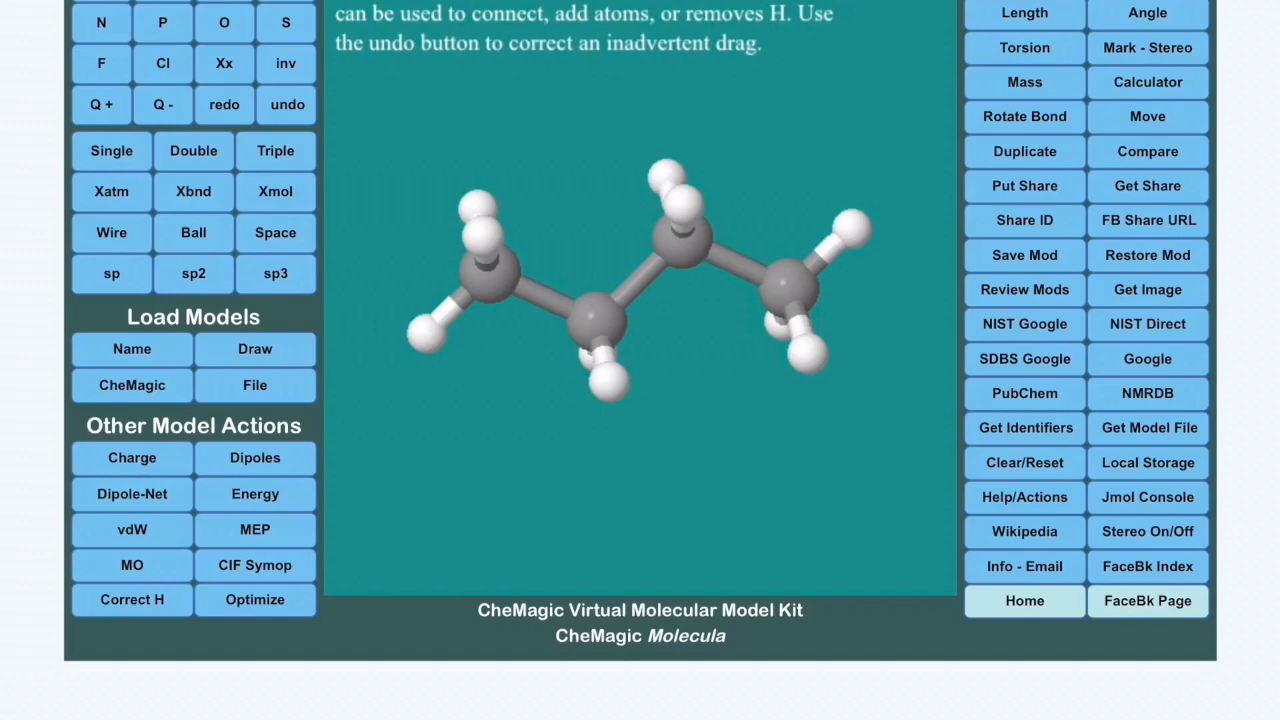 can be used to connect, add atoms, or removes H. Use
the undo button to correct an inadvertent drag.
N P O S
F Cl Xx inv
Q + Q - redo undo
Single Double Triple
Xatm Xbnd Xmol
Wire Ball Space
sp sp2 sp3
Load Models
Name Draw
CheMagic File
Other Model Actions
Charge Dipoles
Dipole-Net Energy
vdW MEP
MO CIF Symop
Correct H Optimize
Length Angle
Torsion Mark - Stereo
Mass Calculator
Rotate Bond Move
Duplicate Compare
Put Share Get Share
Share ID FB Share URL
Save Mod Restore Mod
Review Mods Get Image
NIST Google NIST Direct
SDBS Google Google
PubChem NMRDB
Get Identifiers Get Model File
Clear/Reset Local Storage
Help/Actions Jmol Console
Wikipedia Stereo On/Off
Info - Email FaceBk Index
Home FaceBk Page
CheMagic Virtual Molecular Model Kit
CheMagic Molecula